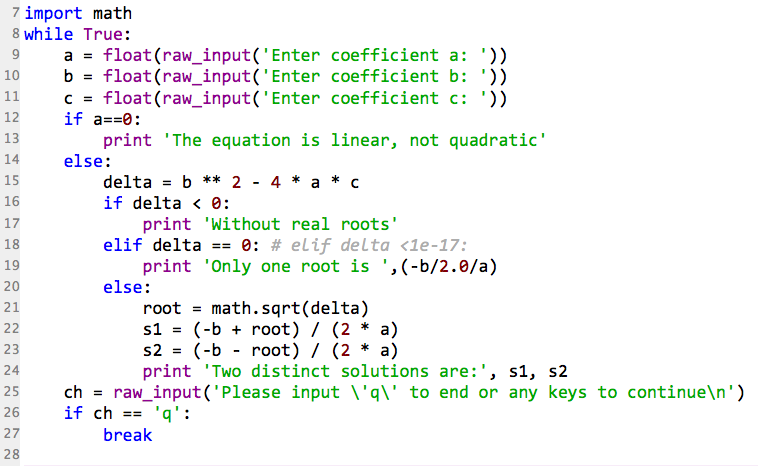 7 import math
8 while True:
9     a = float(raw_input('Enter coefficient a: '))
10     b = float(raw_input('Enter coefficient b: '))
11     c = float(raw_input('Enter coefficient c: '))
12     if a==0:
13         print 'The equation is linear, not quadratic'
14     else:
15         delta = b ** 2 - 4 * a * c
16         if delta < 0:
17             print 'Without real roots'
18         elif delta == 0: # elif delta <1e-17:
19             print 'Only one root is ',(-b/2.0/a)
20         else:
21             root = math.sqrt(delta)
22             s1 = (-b + root) / (2 * a)
23             s2 = (-b - root) / (2 * a)
24             print 'Two distinct solutions are:', s1, s2
25     ch = raw_input('Please input \'q\' to end or any keys to continue\n')
26     if ch == 'q':
27         break
28